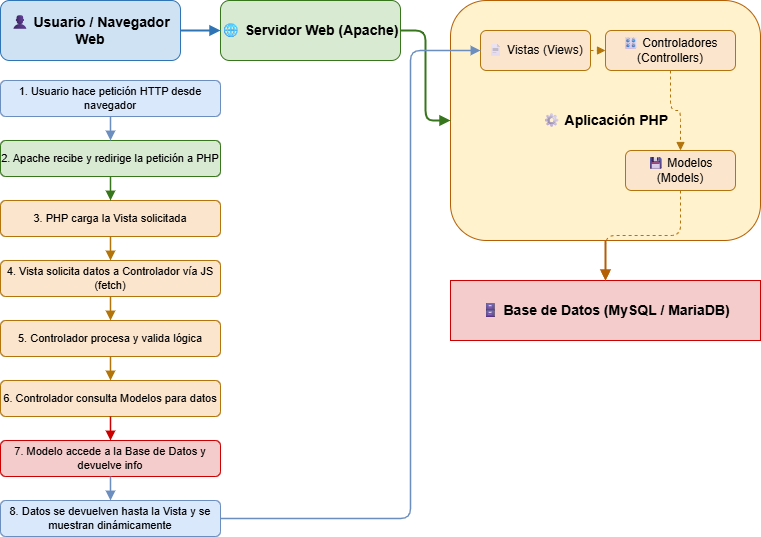 Usuario / Navegador
Web
Servidor Web (Apache)
Vistas (Views)
Controladores
(Controllers)
Aplicación PHP
Modelos
(Models)
Base de Datos (MySQL / MariaDB)
1. Usuario hace petición HTTP desde
navegador
2. Apache recibe y redirige la petición a PHP
3. PHP carga la Vista solicitada
4. Vista solicita datos a Controlador vía JS
(fetch)
5. Controlador procesa y valida lógica
6. Controlador consulta Modelos para datos
7. Modelo accede a la Base de Datos y
devuelve info
8. Datos se devuelven hasta la Vista y se
muestran dinámicamente